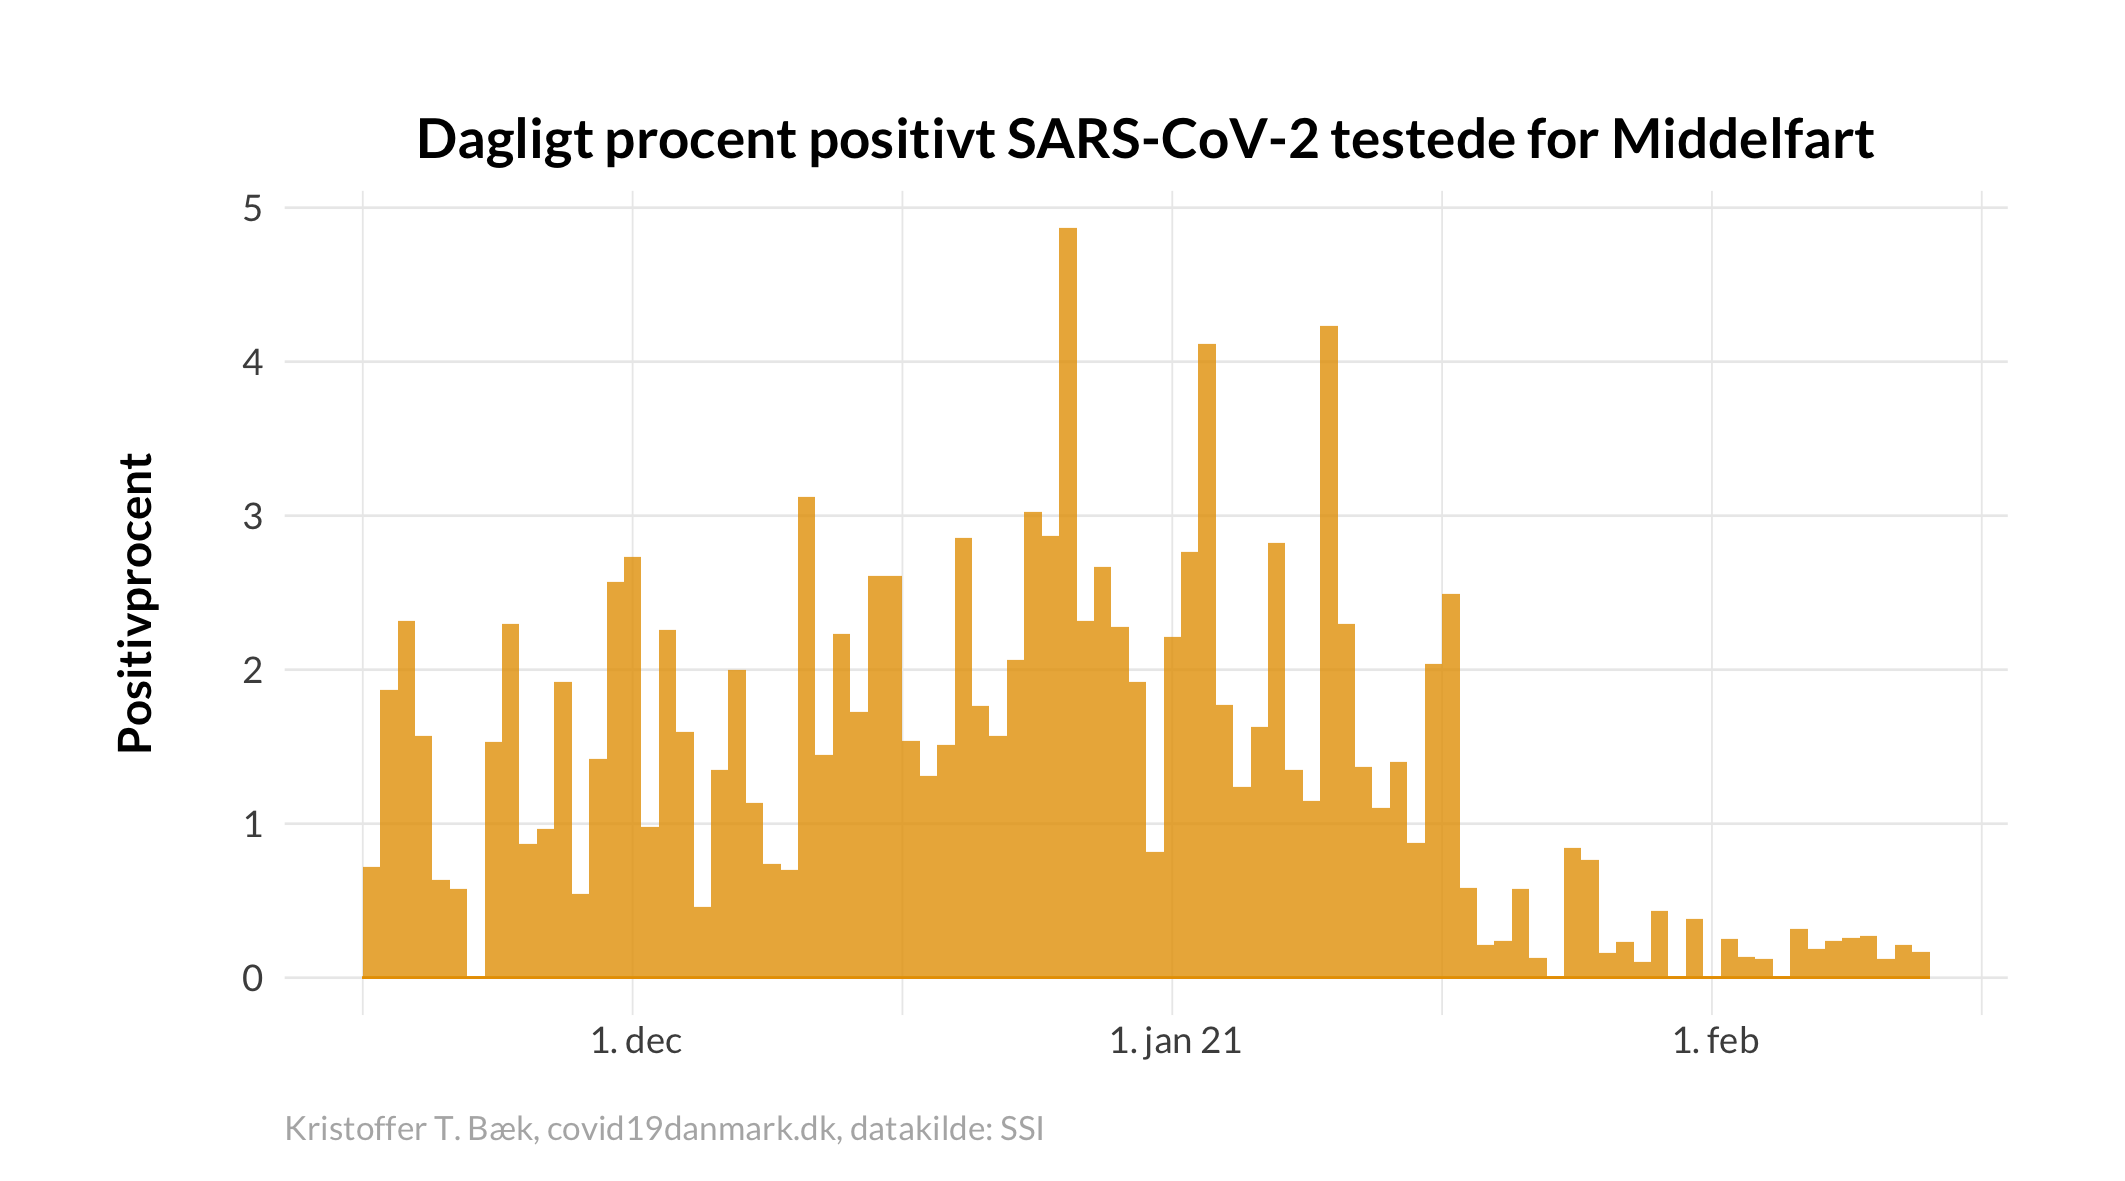 Dagligt procent positivt SARS-CoV-2 testede for Middelfart
Positivprocent
5
4
3
2
1
0
1. dec
1. jan 21
1. feb
Kristoffer T. Bæk, covid19danmark.dk, datakilde: SSI